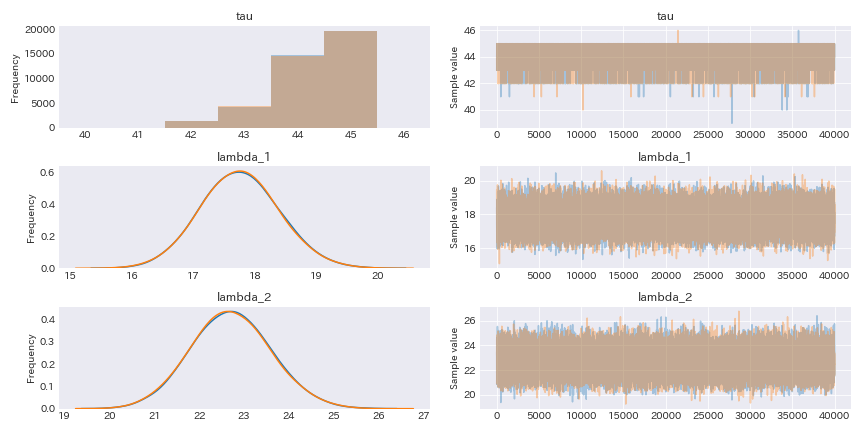 tau
Frequency
20000
15000
10000
5000
0
40 41 42 43 44 45 46
tau
Sample value
46
44
42
40
0 5000 10000 15000 20000 25000 30000 35000 40000
lambda_1
Frequency
0.6
0.4
0.2
0.0
15 16 17 18 19 20
lambda_1
Sample value
20
18
16
0 5000 10000 15000 20000 25000 30000 35000 40000
lambda_2
Frequency
0.4
0.3
0.2
0.1
0.0
19 20 21 22 23 24 25 26 27
lambda_2
Sample value
26
24
22
20
0 5000 10000 15000 20000 25000 30000 35000 40000